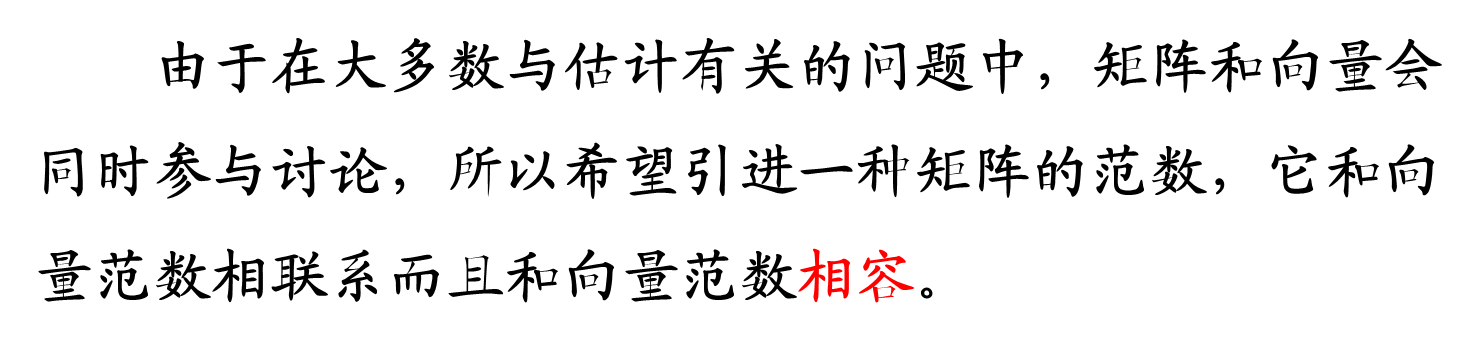 由于在大多数与估计有关的问题中，矩阵和向量会
同时参与讨论，所以希望引进一种矩阵的范数，它和向
量范数相联系而且和向量范数相容。